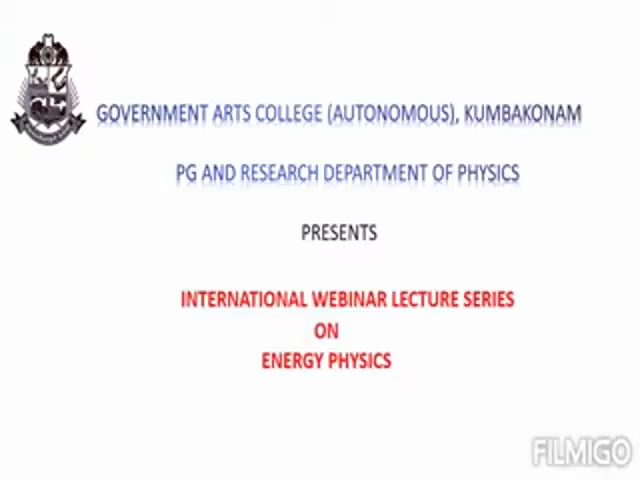 GOVERNMENT ARTS COLLEGE (AUTONOMOUS), KUMBAKONAM
PG AND RESEARCH DEPARTMENT OF PHYSICS
PRESENTS
INTERNATIONAL WEBINAR LECTURE SERIES
ON
ENERGY PHYSICS
FILMIGO